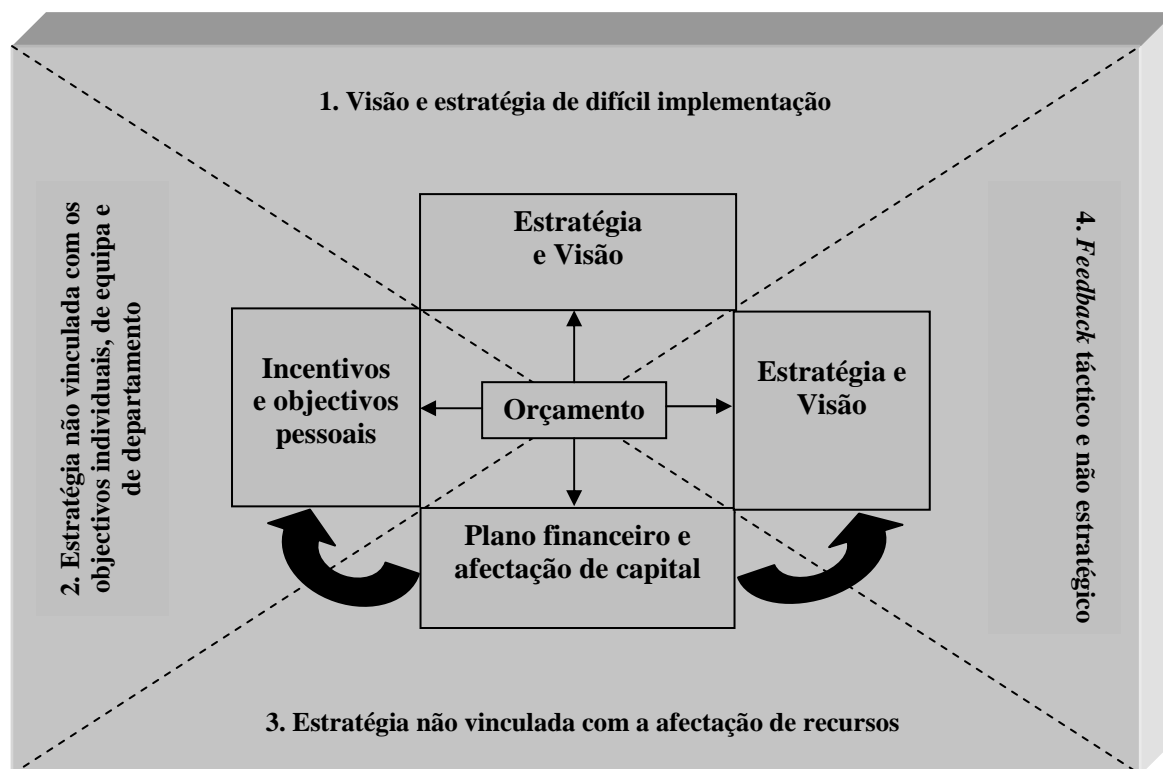 1. Visão e estratégia de difícil implementação
2. Estratégia não vinculada com os
objectivos individuais, de equipa e
de departamento
Estratégia
e Visão
Incentivos
e objectivos
pessoais
Orçamento
Estratégia e
Visão
4. Feedback táctico e não estratégico
Plano financeiro e
afectação de capital
3. Estratégia não vinculada com a afectação de recursos